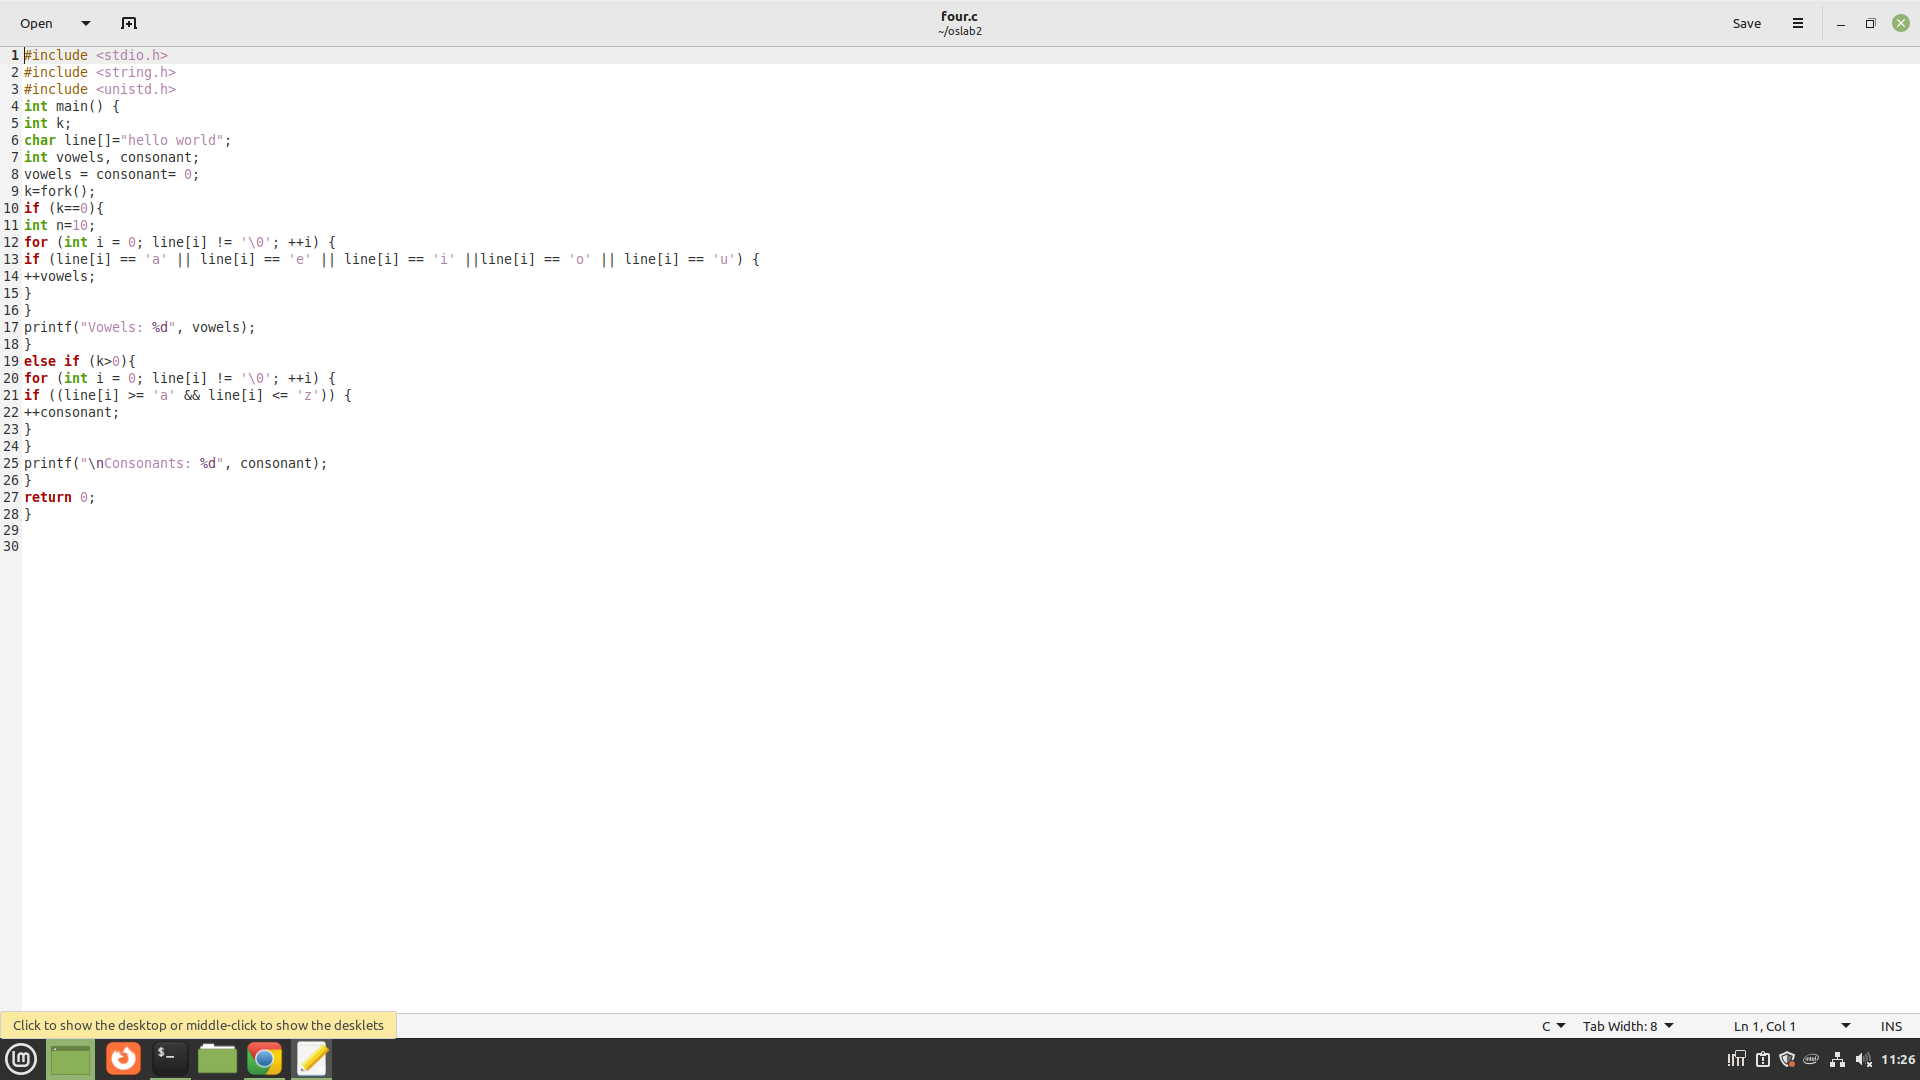 Open
four.c
~/oslab2
Save
1 #include <stdio.h>
2 #include <string.h>
3 #include <unistd.h>
4 int main() {
5 int k;
6 char line[]="hello world";
7 int vowels, consonant;
8 vowels = consonant= 0;
9 k=fork();
10 if (k==0){
11 int n=10;
12 for (int i = 0; line[i] != '\0'; ++i) {
13 if (line[i] == 'a' || line[i] == 'e' || line[i] == 'i' ||line[i] == 'o' || line[i] == 'u') {
14 ++vowels;
15 }
16 }
17 printf("Vowels: %d", vowels);
18 }
19 else if (k>0){
20 for (int i = 0; line[i] != '\0'; ++i) {
21 if ((line[i] >= 'a' && line[i] <= 'z')) {
22 ++consonant;
23 }
24 }
25 printf("\nConsonants: %d", consonant);
26 }
27 return 0;
28 }
29
30
Click to show the desktop or middle-click to show the desklets
C Tab Width: 8 Ln 1, Col 1 INS
11:26